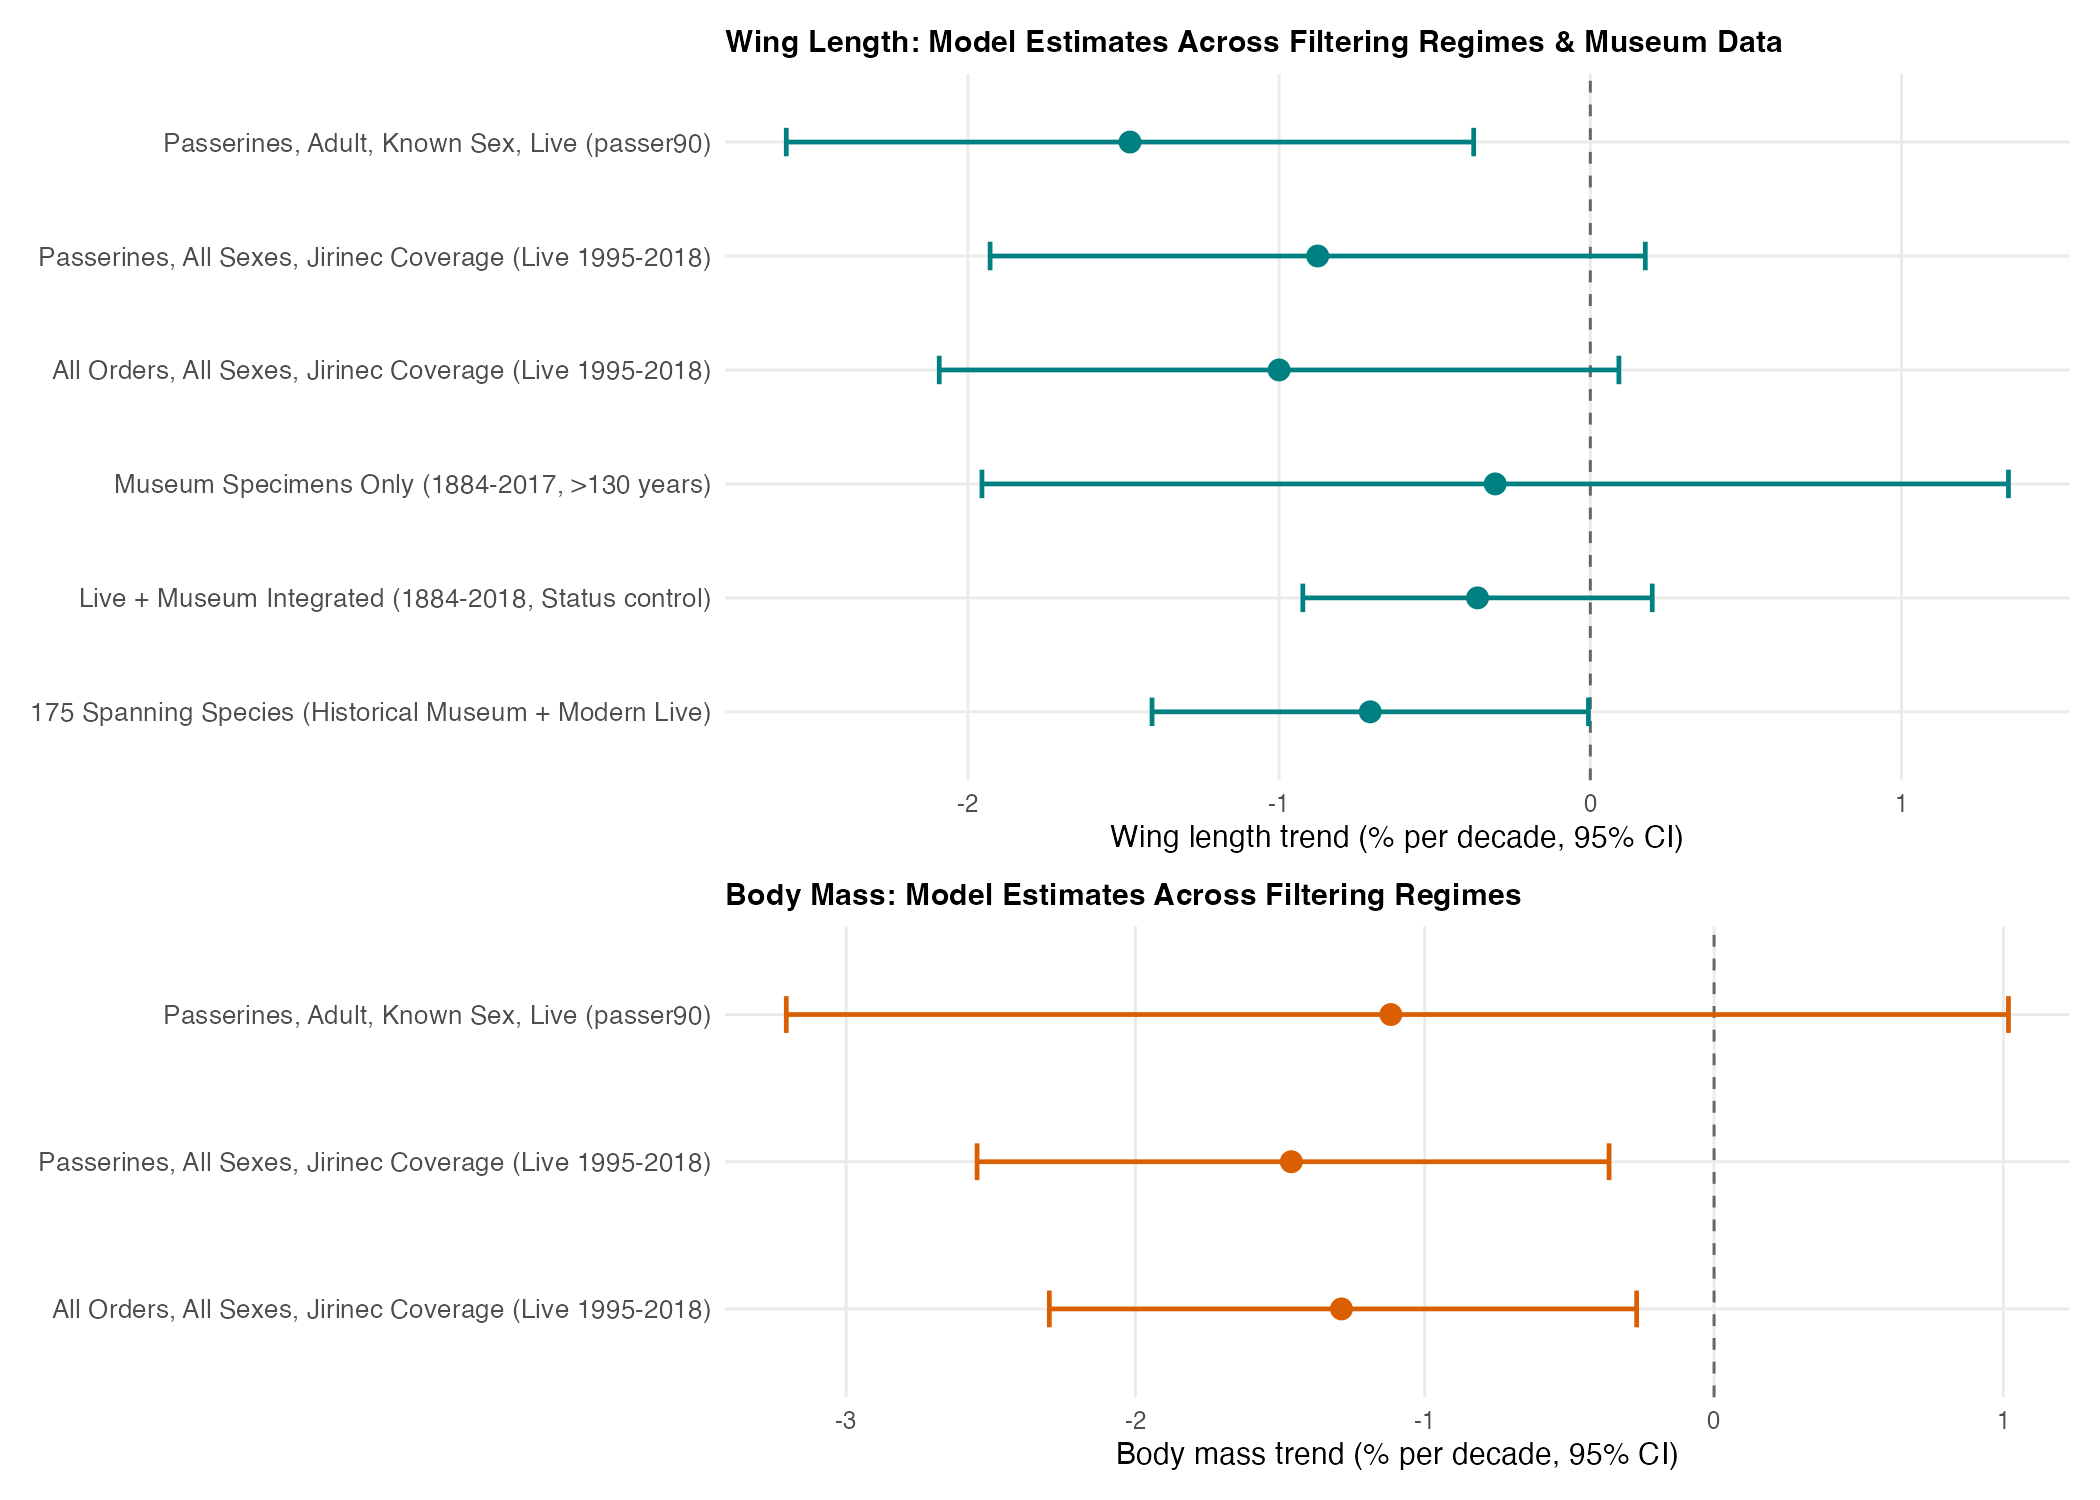 Wing Length: Model Estimates Across Filtering Regimes & Museum Data
Passerines, Adult, Known Sex, Live (passer90)
Passerines, All Sexes, Jirinec Coverage (Live 1995-2018)
All Orders, All Sexes, Jirinec Coverage (Live 1995-2018)
Museum Specimens Only (1884-2017, >130 years)
Live + Museum Integrated (1884-2018, Status control)
175 Spanning Species (Historical Museum + Modern Live)
-2 -1 0 1
Wing length trend (% per decade, 95% CI)
Body Mass: Model Estimates Across Filtering Regimes
Passerines, Adult, Known Sex, Live (passer90)
Passerines, All Sexes, Jirinec Coverage (Live 1995-2018)
All Orders, All Sexes, Jirinec Coverage (Live 1995-2018)
-3 -2 -1 0 1
Body mass trend (% per decade, 95% CI)